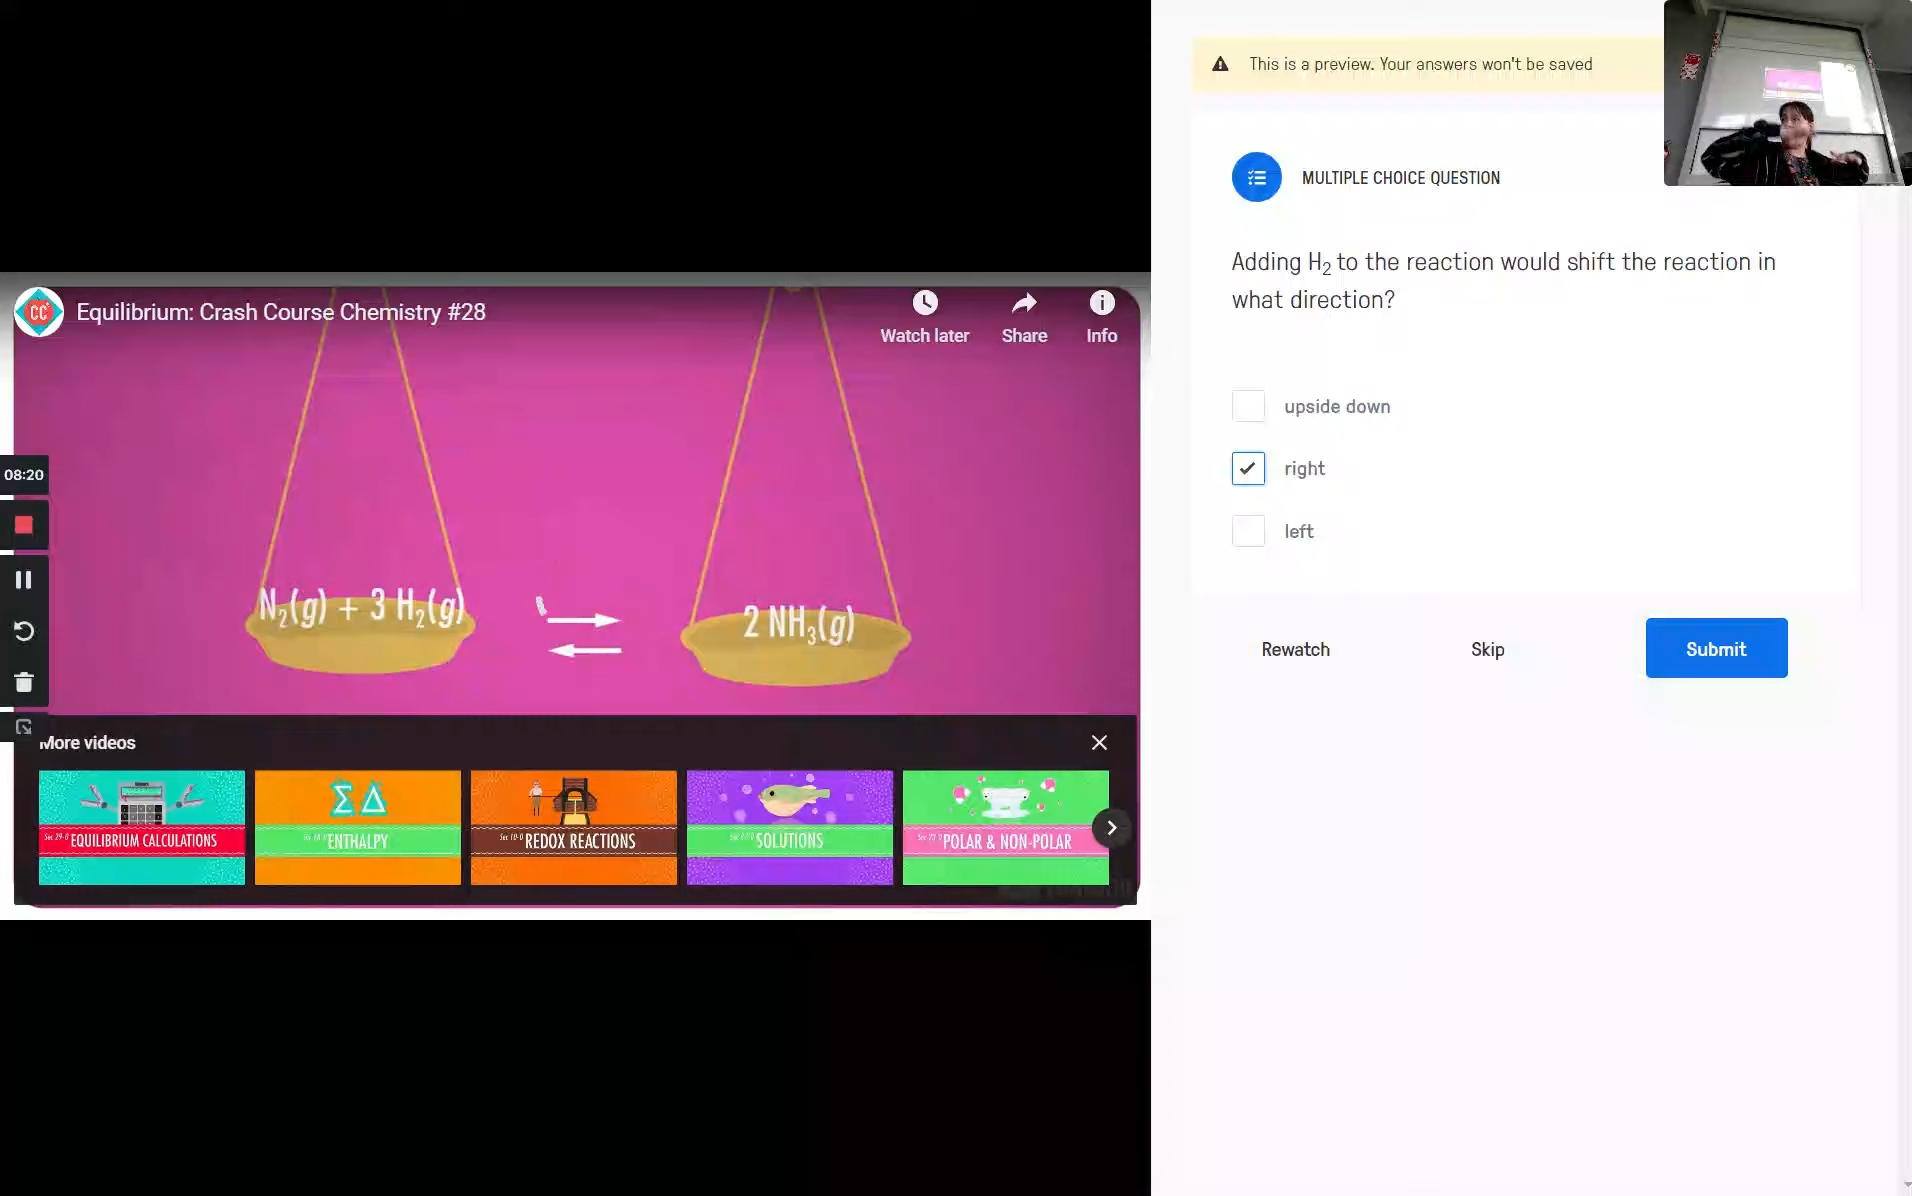 CC
Equilibrium: Crash Course Chemistry #28
Watch later
Share
Info
08:20
N₂(g) + 3 H₂(g)
2 NH₃(g)
More videos
EQUILIBRIUM CALCULATIONS
ΣΔ
ENTHALPY
REDOX REACTIONS
SOLUTIONS
POLAR & NON-POLAR
This is a preview. Your answers won't be saved
MULTIPLE CHOICE QUESTION
Adding H₂ to the reaction would shift the reaction in
what direction?
upside down
right
left
Rewatch
Skip
Submit